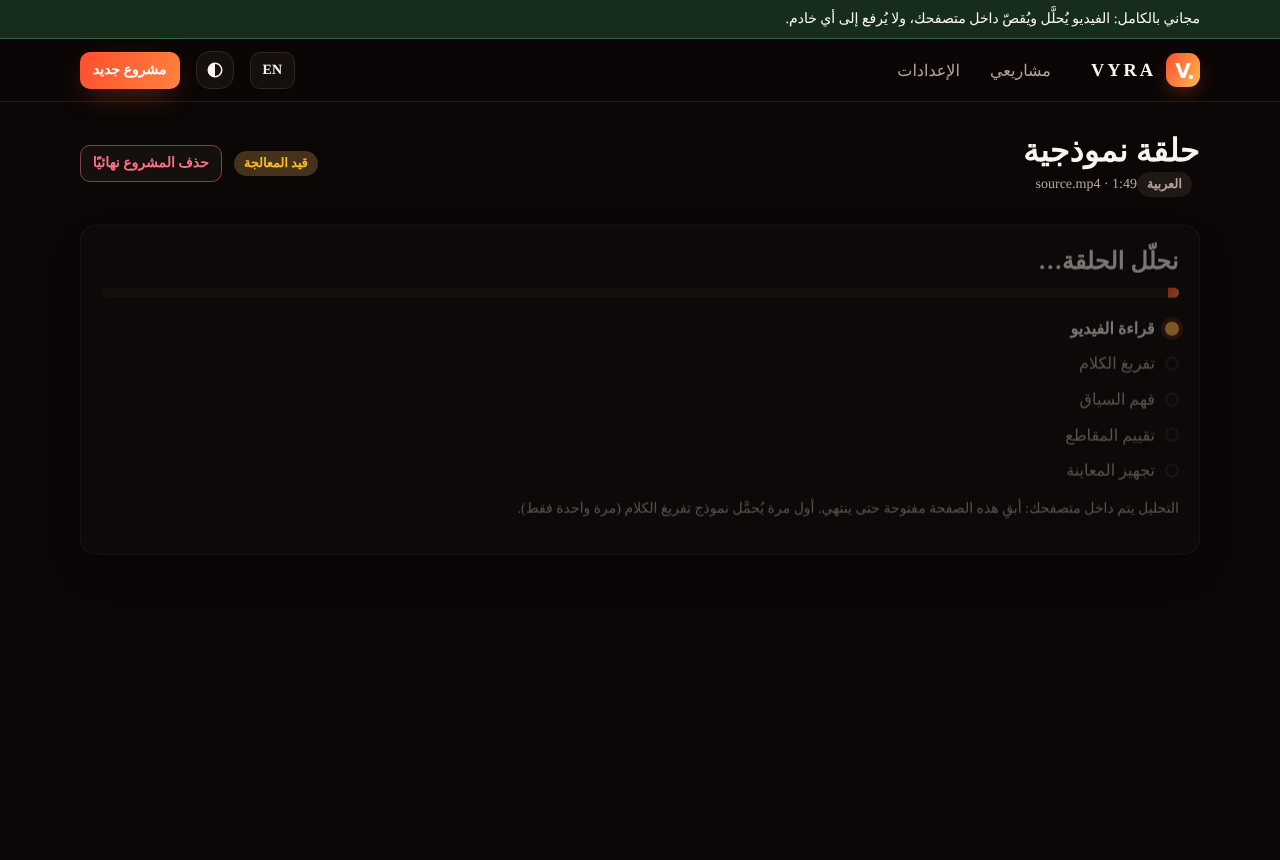 مجاني بالكامل: الفيديو يُحلَّل ويُقصّ داخل متصفحك، ولا يُرفع إلى أي خادم.
V. VYRA مشاريعي الإعدادات EN مشروع جديد
حلقة نموذجية
قيد المعالجة حذف المشروع نهائيًا
العربية source.mp4 · 1:49
نحلّل الحلقة…
قراءة الفيديو
تفريغ الكلام
فهم السياق
تقييم المقاطع
تجهيز المعاينة
التحليل يتم داخل متصفحك: أبقِ هذه الصفحة مفتوحة حتى ينتهي. أول مرة يُحمَّل نموذج تفريغ الكلام (مرة واحدة فقط).